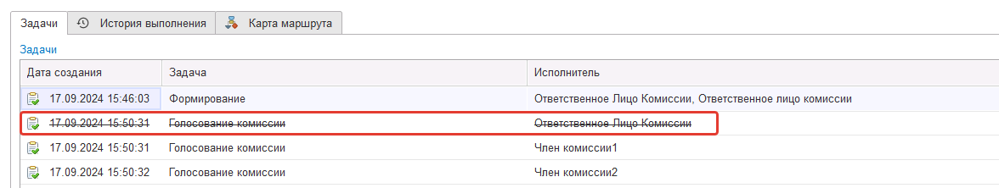 Задачи История выполнения Карта маршрута
Задачи
Дата создания Задача Исполнитель
17.09.2024 15:46:03 Формирование Ответственное Лицо Комиссии, Ответственное лицо комиссии
17.09.2024 15:50:31 Голосование комиссии Ответственное Лицо Комиссии
17.09.2024 15:50:31 Голосование комиссии Член комиссии1
17.09.2024 15:50:32 Голосование комиссии Член комиссии2